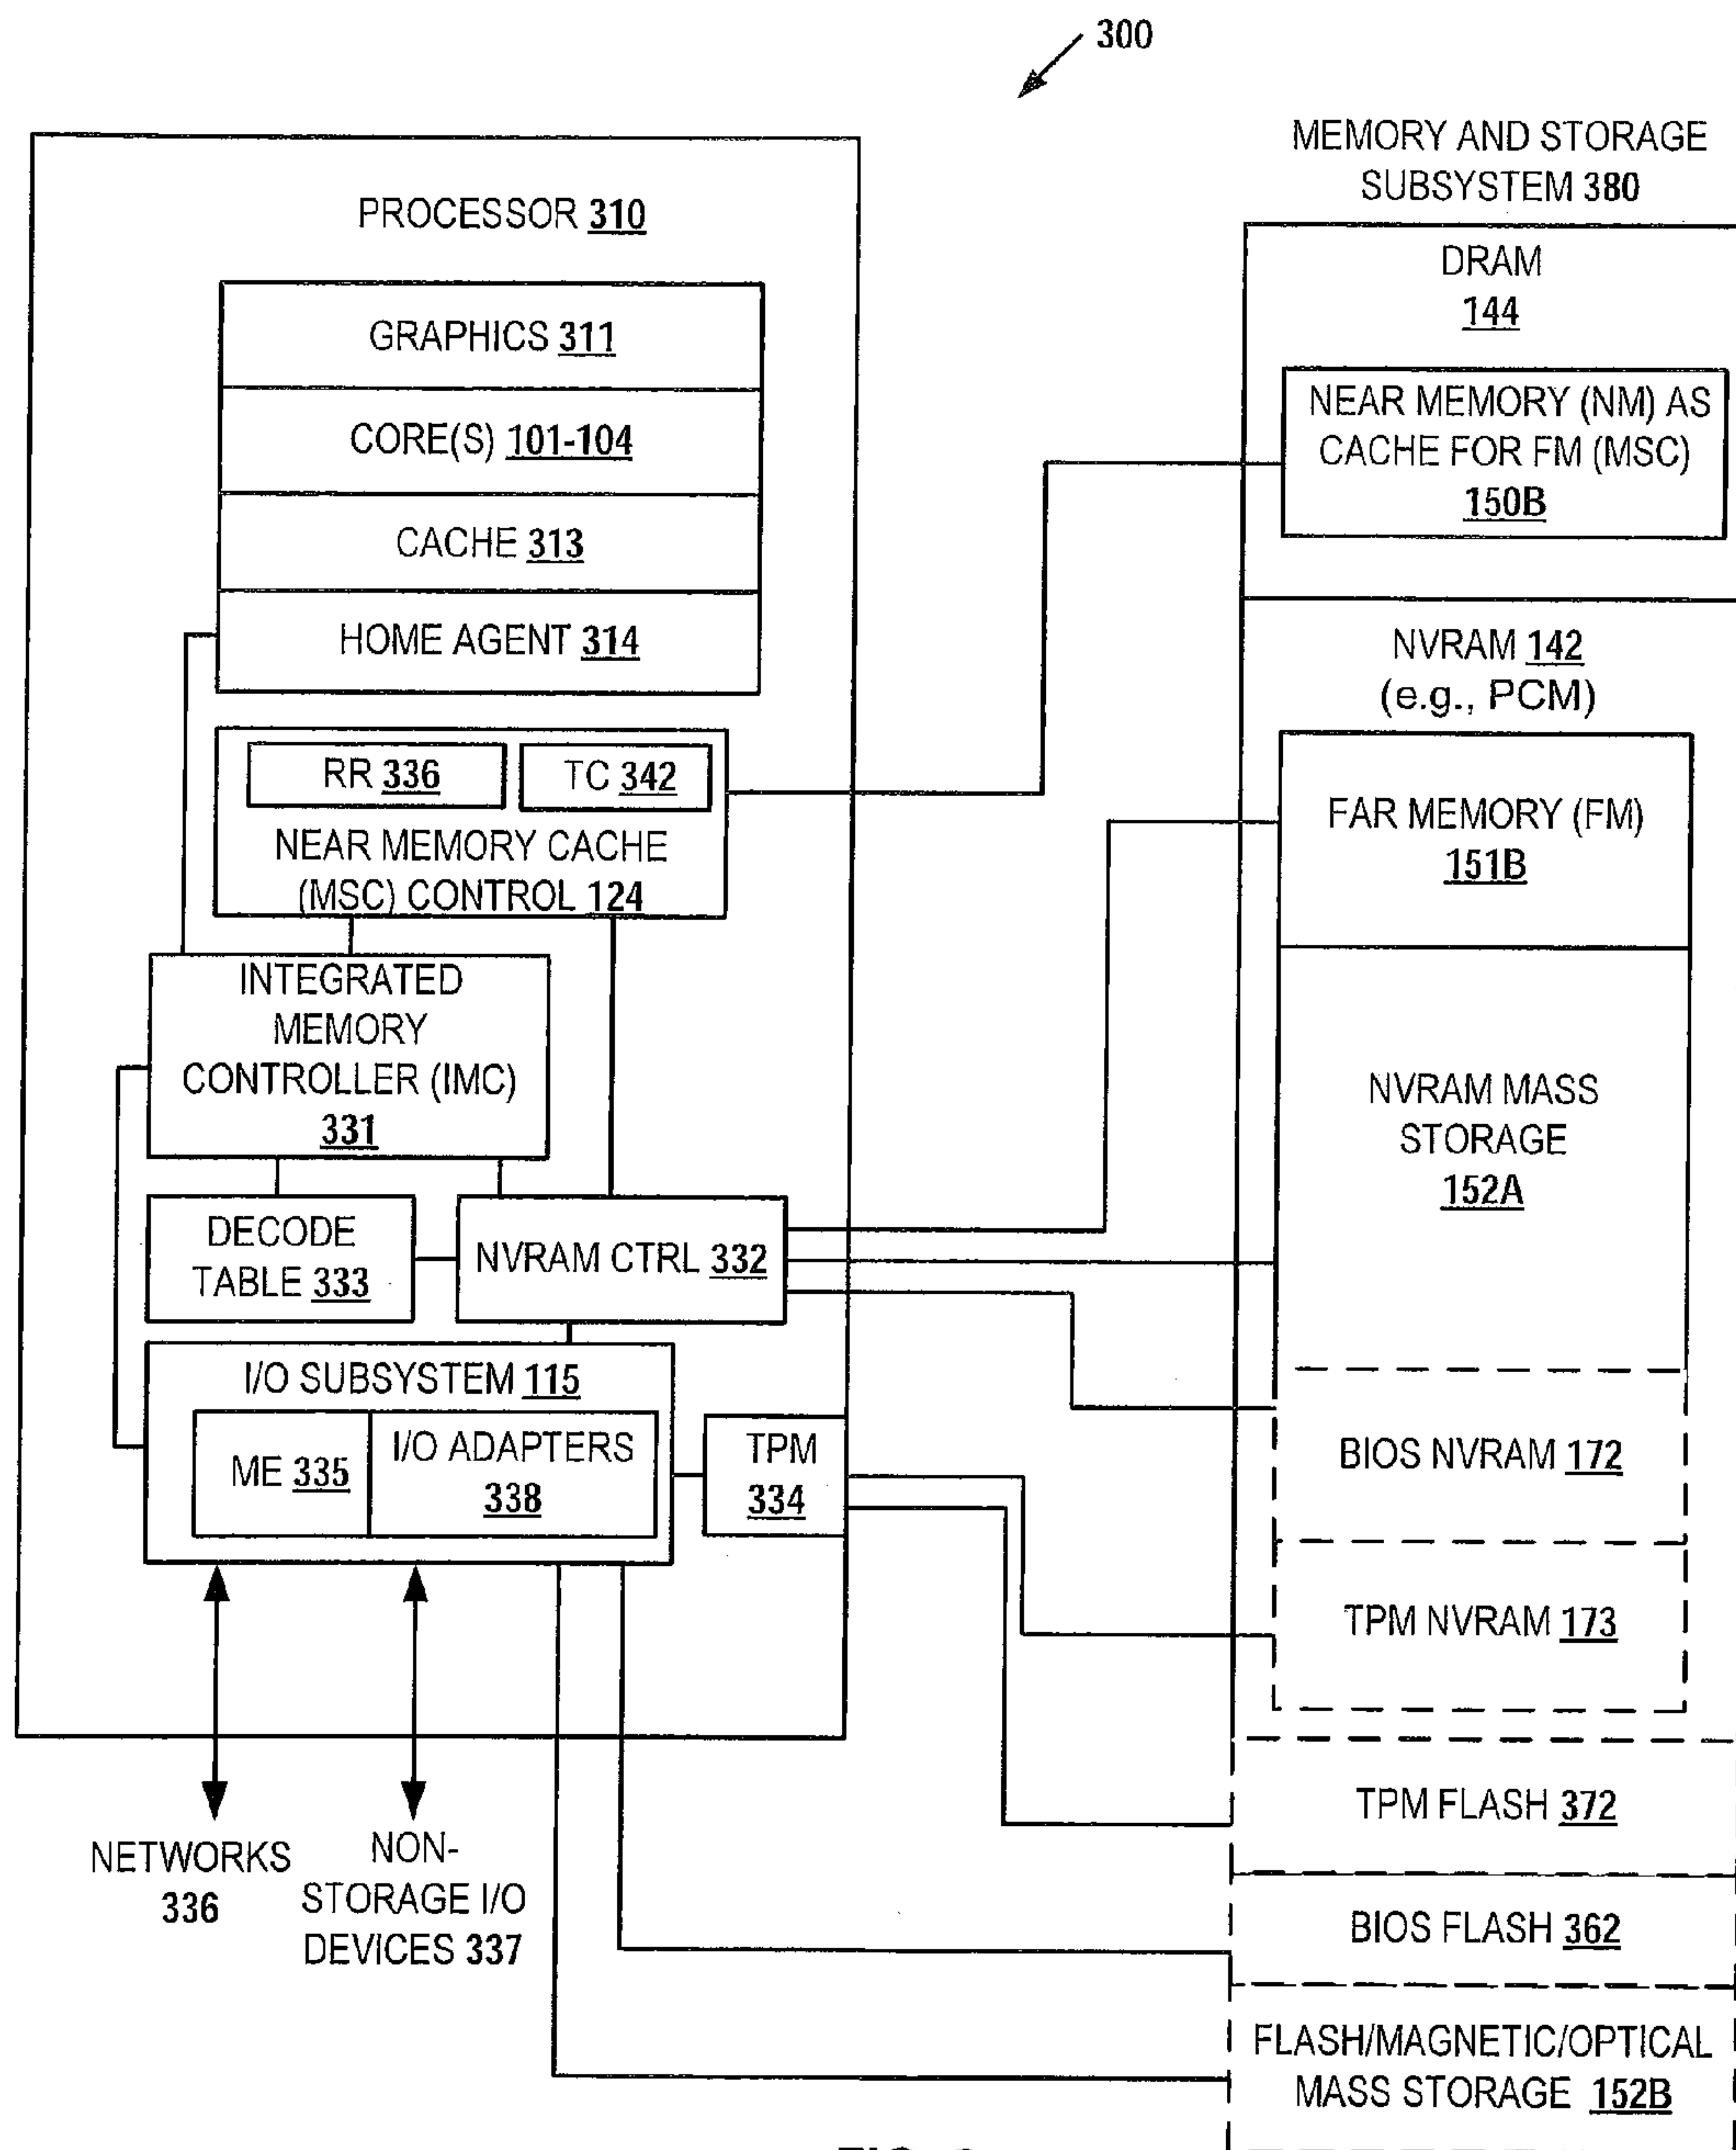 300
MEMORY AND STORAGE
SUBSYSTEM 380
PROCESSOR 310
GRAPHICS 311
CORE(S) 101-104
CACHE 313
HOME AGENT 314
RR 336
TC 342
NEAR MEMORY CACHE
(MSC) CONTROL 124
INTEGRATED
MEMORY
CONTROLLER (IMC)
331
DECODE
TABLE 333
NVRAM CTRL 332
I/O SUBSYSTEM 115
ME 335
I/O ADAPTERS
338
TPM
334
NETWORKS
336
NON-
STORAGE I/O
DEVICES 337
DRAM
144
NEAR MEMORY (NM) AS
CACHE FOR FM (MSC)
150B
NVRAM 142
(e.g., PCM)
FAR MEMORY (FM)
151B
NVRAM MASS
STORAGE
152A
BIOS NVRAM 172
TPM NVRAM 173
TPM FLASH 372
BIOS FLASH 362
FLASH/MAGNETIC/OPTICAL
MASS STORAGE 152B